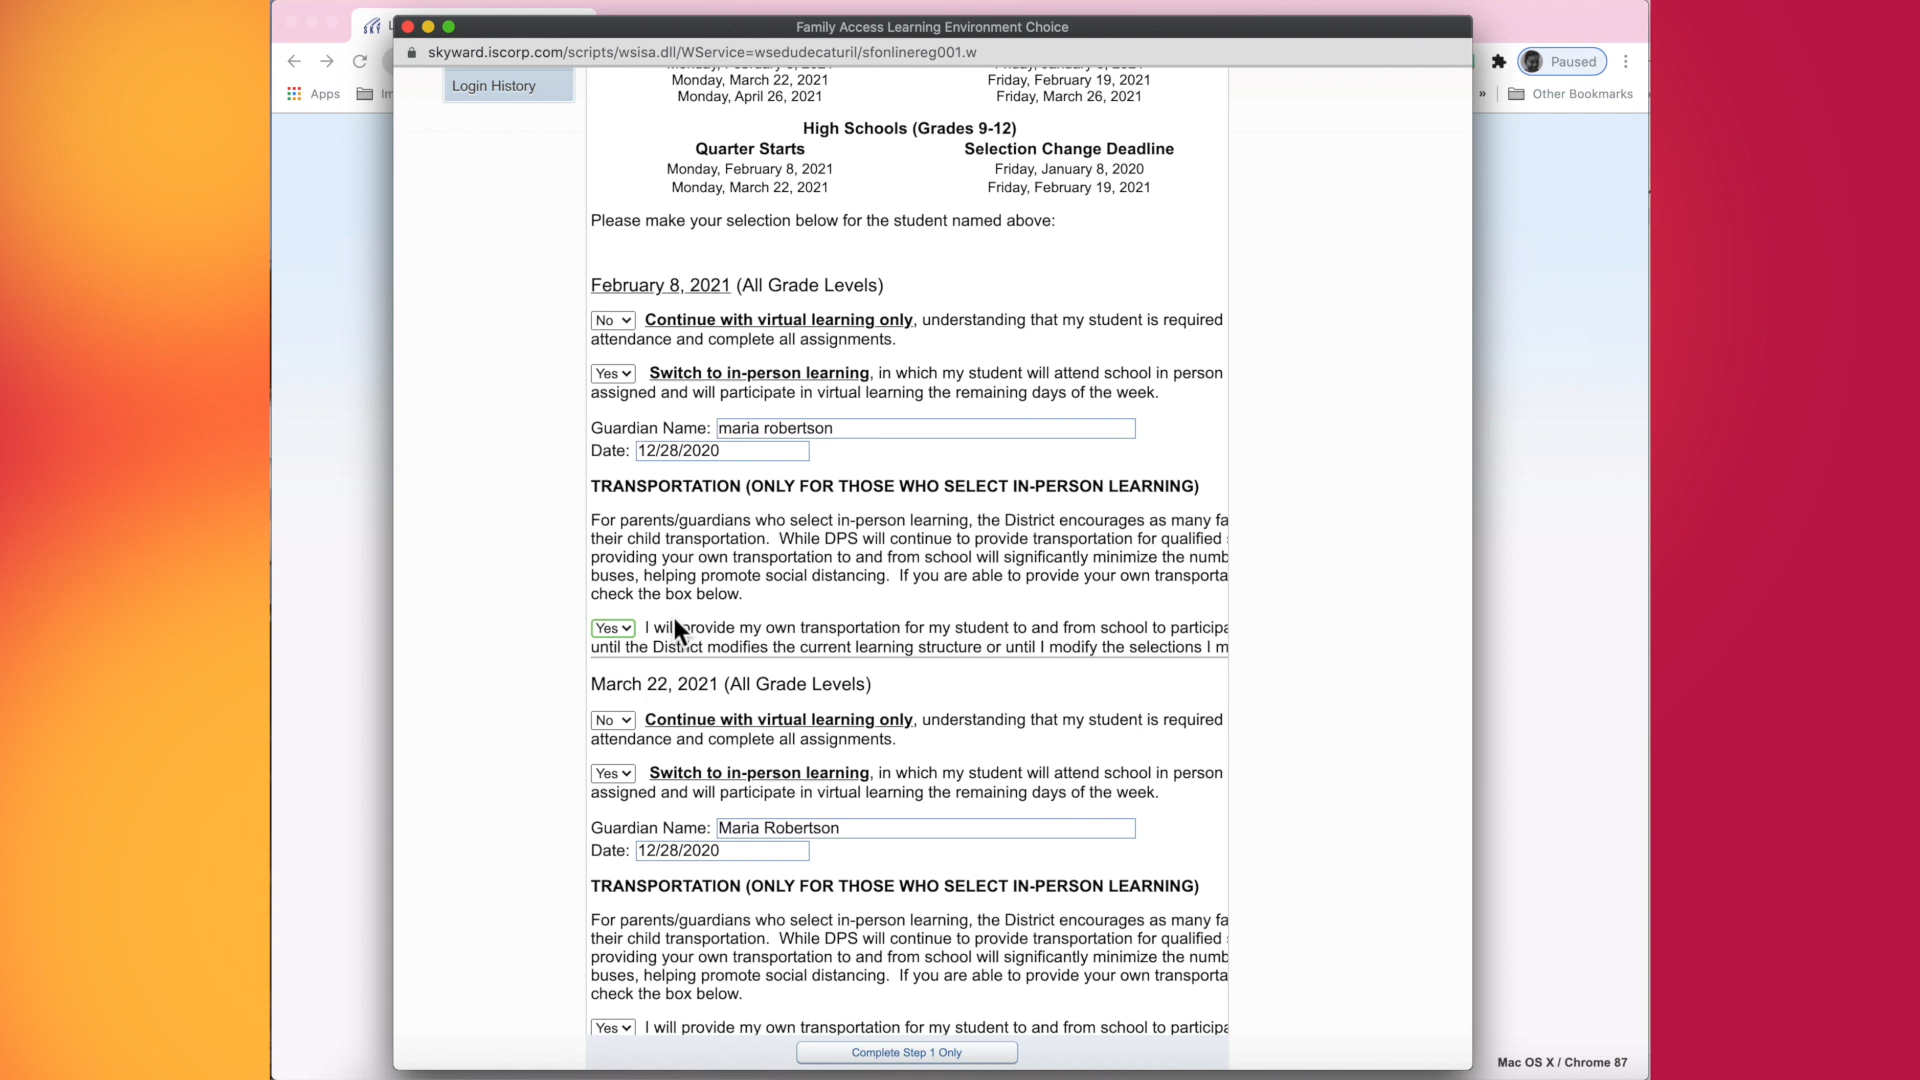 Family Access Learning Environment Choice
skyward.iscorp.com/scripts/wsisa.dll/WService=wsedudecaturil/sfonlinereg001.w
Paused
Apps
Other Bookmarks
Login History
Monday, March 22, 2021 Friday, February 19, 2021
Monday, April 26, 2021 Friday, March 26, 2021
High Schools (Grades 9-12)
Quarter Starts Selection Change Deadline
Monday, February 8, 2021 Friday, January 8, 2020
Monday, March 22, 2021 Friday, February 19, 2021
Please make your selection below for the student named above:
February 8, 2021 (All Grade Levels)
No Continue with virtual learning only, understanding that my student is required
attendance and complete all assignments.
Yes Switch to in-person learning, in which my student will attend school in person
assigned and will participate in virtual learning the remaining days of the week.
Guardian Name: maria robertson
Date: 12/28/2020
TRANSPORTATION (ONLY FOR THOSE WHO SELECT IN-PERSON LEARNING)
For parents/guardians who select in-person learning, the District encourages as many fa
their child transportation. While DPS will continue to provide transportation for qualified
providing your own transportation to and from school will significantly minimize the numb
buses, helping promote social distancing. If you are able to provide your own transporta
check the box below.
Yes I will provide my own transportation for my student to and from school to participa
until the District modifies the current learning structure or until I modify the selections I m
March 22, 2021 (All Grade Levels)
No Continue with virtual learning only, understanding that my student is required
attendance and complete all assignments.
Yes Switch to in-person learning, in which my student will attend school in person
assigned and will participate in virtual learning the remaining days of the week.
Guardian Name: Maria Robertson
Date: 12/28/2020
TRANSPORTATION (ONLY FOR THOSE WHO SELECT IN-PERSON LEARNING)
For parents/guardians who select in-person learning, the District encourages as many fa
their child transportation. While DPS will continue to provide transportation for qualified
providing your own transportation to and from school will significantly minimize the numb
buses, helping promote social distancing. If you are able to provide your own transporta
check the box below.
Yes I will provide my own transportation for my student to and from school to participa
Complete Step 1 Only
Mac OS X / Chrome 87